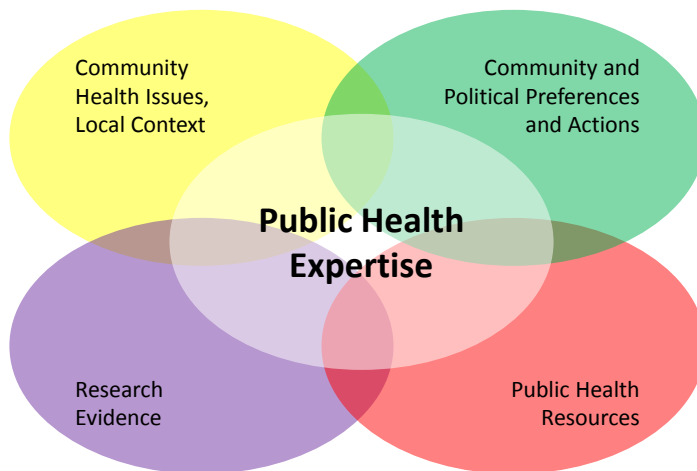 Community
Health Issues,
Local Context
Community and
Political Preferences
and Actions
Public Health
Expertise
Research
Evidence
Public Health
Resources